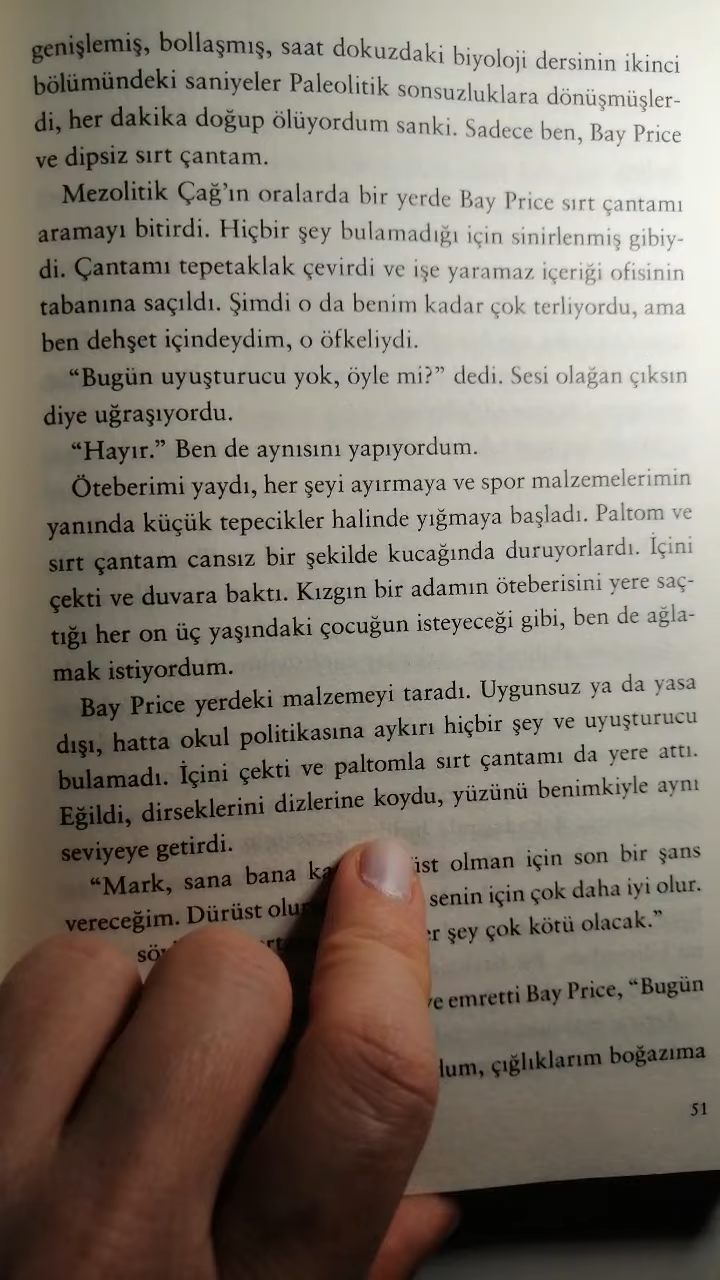 genişlemiş, bollaşmış, saat dokuzdaki biyoloji dersinin ikinci
bölümündeki saniyeler Paleolitik sonsuzluklara dönüşmüşler-
di, her dakika doğup ölüyordum sanki. Sadece ben, Bay Price
ve dipsiz sırt çantam.
Mezolitik Çağ'ın oralarda bir yerde Bay Price sırt çantamı
aramayı bitirdi. Hiçbir şey bulamadığı için sinirlenmiş gibiy-
di. Çantamı tepetaklak çevirdi ve işe yaramaz içeriği ofisinin
tabanına saçıldı. Şimdi o da benim kadar çok terliyordu, ama
ben dehşet içindeydim, o öfkeliydi.
“Bugün uyuşturucu yok, öyle mi?” dedi. Sesi olağan çıksın
diye uğraşıyordu.
“Hayır.” Ben de aynısını yapıyordum.
Öteberimi yaydı, her şeyi ayırmaya ve spor malzemelerimin
yanında küçük tepecikler halinde yığmaya başladı. Paltom ve
sırt çantam cansız bir şekilde kucağında duruyorlardı. İçini
çekti ve duvara baktı. Kızgın bir adamın öteberisini yere saç-
tığı her on üç yaşındaki çocuğun isteyeceği gibi, ben de ağla-
mak istiyordum.
Bay Price yerdeki malzemeyi taradı. Uygunsuz ya da yasa
dışı, hatta okul politikasına aykırı hiçbir şey ve uyuşturucu
bulamadı. İçini çekti ve paltomla sırt çantamı da yere attı.
Eğildi, dirseklerini dizlerine koydu, yüzünü benimkiyle aynı
seviyeye getirdi.
“Mark, sana bana olman için son bir şans
vereceğim. Dürüst senin için çok daha iyi olur.
şey çok kötü olacak.”
emretti Bay Price, “Bugün
çığlıklarım boğazıma
51